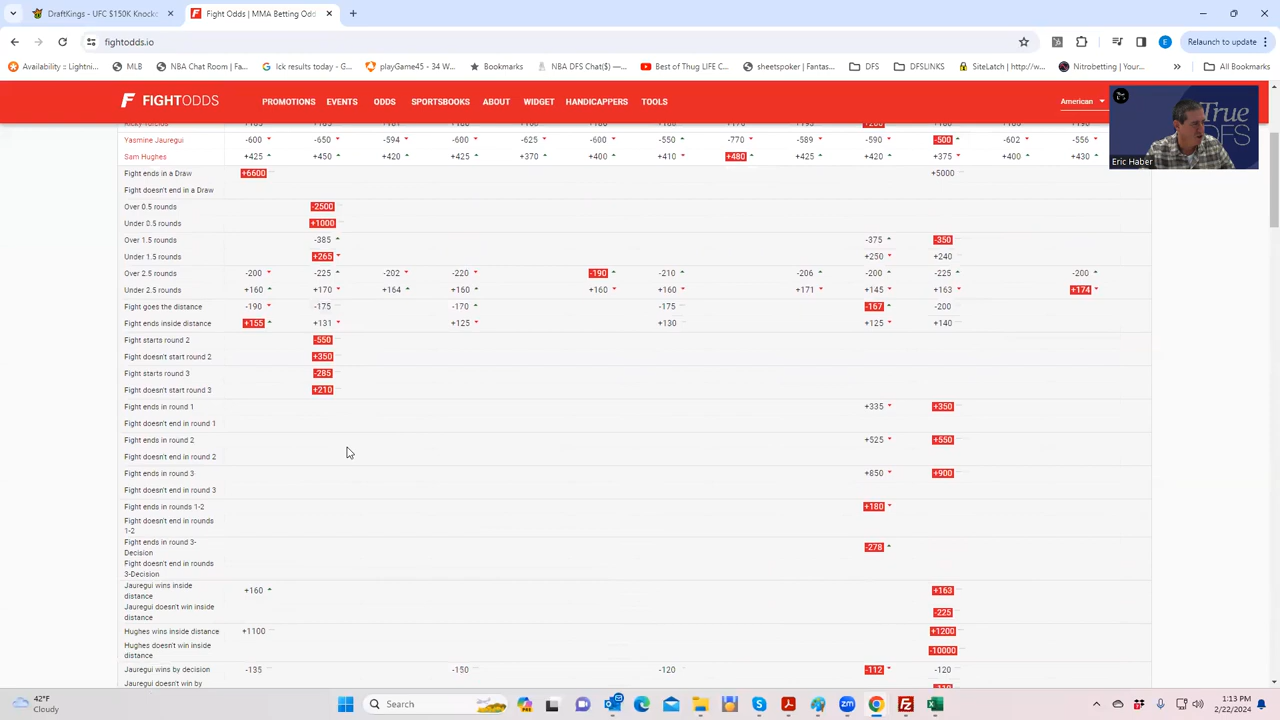 DraftKings - UFC $150K Knocko
Fight Odds | MMA Betting Odd
fightodds.io
Relaunch to update
Availability :: Lightni...
MLB
NBA Chat Room | Fa...
Ick results today - G...
playGame45 - 34 W...
Bookmarks
NBA DFS Chat($) -...
Best of Thug LIFE C...
sheetspoker | Fantas...
DFS
DFSLINKS
SiteLatch | http://w...
Nitrobetting | Your...
All Bookmarks
FIGHTODDS
PROMOTIONS EVENTS ODDS SPORTSBOOKS ABOUT WIDGET HANDICAPPERS TOOLS
American
True
Eric Haber
Yasmine Jauregui -600 -650 -594 -600 -625 -600 -550 -770 -589 -590 -500 -602 -556
Sam Hughes +425 +450 +420 +425 +370 +400 +410 +480 +425 +420 +375 +400 +430
Fight ends in a Draw +6600 +5000
Fight doesn't end in a Draw
Over 0.5 rounds -2500
Under 0.5 rounds +1000
Over 1.5 rounds -385 -375 -350
Under 1.5 rounds +265 +250 +240
Over 2.5 rounds -200 -225 -202 -220 -190 -210 -206 -200 -225 -200
Under 2.5 rounds +160 +170 +164 +160 +160 +160 +171 +145 +163 +174
Fight goes the distance -190 -175 -170 -175 -167 -200
Fight ends inside distance +155 +131 +125 +130 +125 +140
Fight starts round 2 -550
Fight doesn't start round 2 +350
Fight starts round 3 -285
Fight doesn't start round 3 +210
Fight ends in round 1 +335 +350
Fight doesn't end in round 1
Fight ends in round 2 +525 +550
Fight doesn't end in round 2
Fight ends in round 3 +850 +900
Fight doesn't end in round 3
Fight ends in rounds 1-2 +180
Fight doesn't end in rounds
1-2
Fight ends in round 3-
Decision -278
Fight doesn't end in rounds
3-Decision
Jauregui wins inside
distance +160 +163
Jauregui doesn't win inside
distance -225
Hughes wins inside distance +1100 +1200
Hughes doesn't win inside
distance -10000
Jauregui wins by decision -135 -150 -120 -112 -120
Jauregui doesn't win by
42°F
Cloudy
Search
1:13 PM
2/22/2024